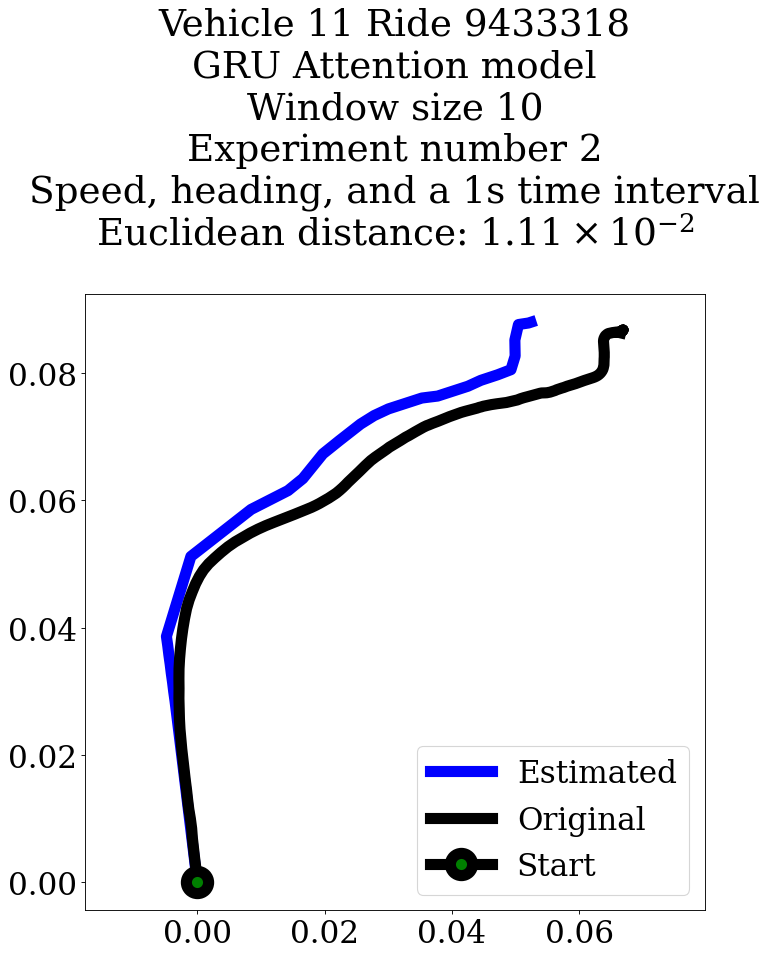 Vehicle 11 Ride 9433318
GRU Attention model
Window size 10
Experiment number 2
Speed, heading, and a 1s time interval
Euclidean distance: 1.11 × 10⁻²
0.08
0.06
0.04
0.02
0.00
Estimated
Original
Start
0.00 0.02 0.04 0.06